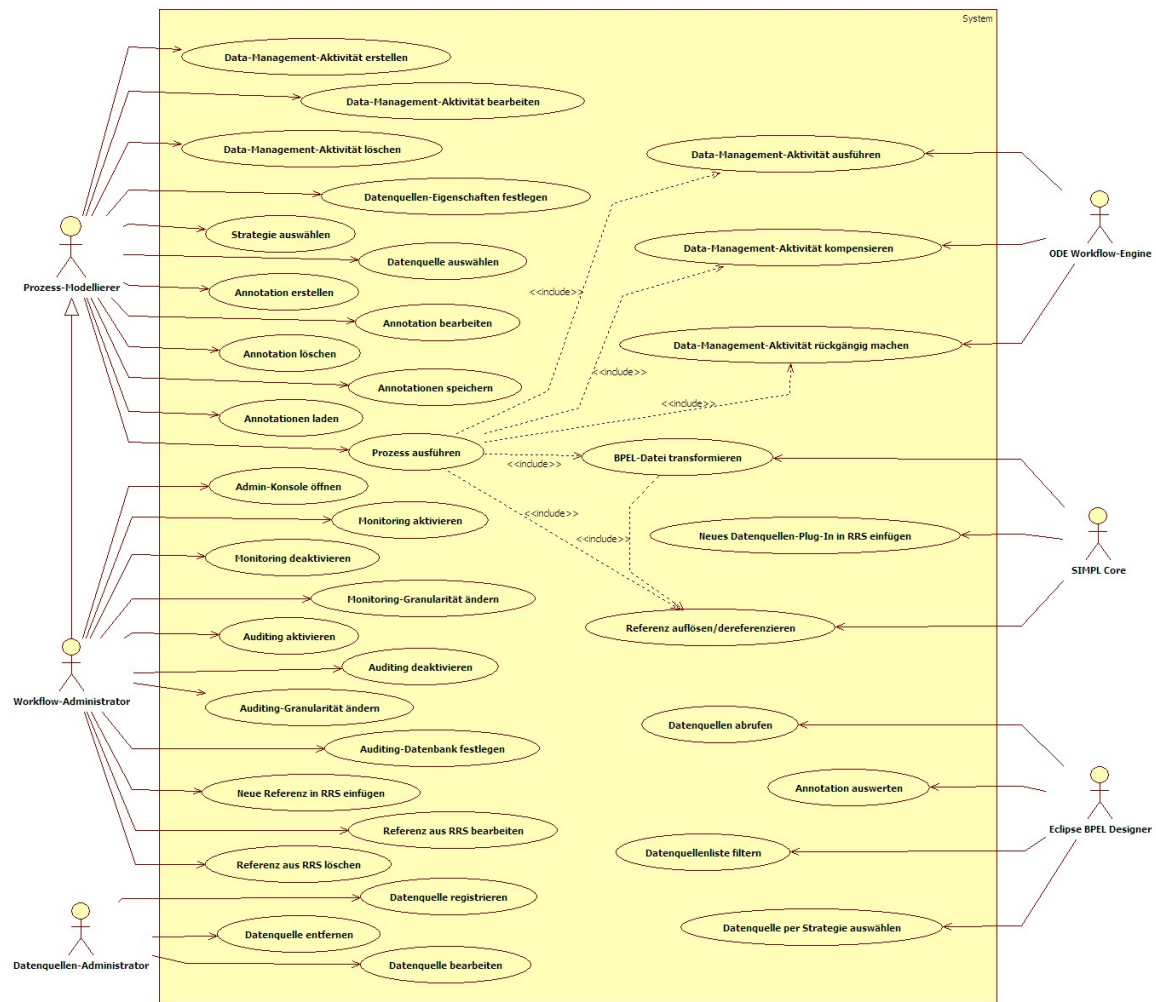 System
Data-Management-Aktivität erstellen
Data-Management-Aktivität bearbeiten
Data-Management-Aktivität löschen
Datenquellen-Eigenschaften festlegen
Strategie auswählen
Datenquelle auswählen
Prozess-Modellierer
Annotation erstellen
Annotation bearbeiten
Annotation löschen
Annotationen speichern
Annotationen laden
Prozess ausführen
Data-Management-Aktivität ausführen
Data-Management-Aktivität kompensieren
ODE Workflow-Engine
<<include>>
Data-Management-Aktivität rückgängig machen
<<include>>
<<include>>
<<include>>
BPEL-Datei transformieren
<<include>>
<<include>>
Neues Datenquellen-Plug-In in RRS einfügen
SIMPL Core
Referenz auflösen/dereferenzieren
Admin-Konsole öffnen
Monitoring aktivieren
Monitoring deaktivieren
Monitoring-Granularität ändern
Auditing aktivieren
Auditing deaktivieren
Workflow-Administrator
Auditing-Granularität ändern
Auditing-Datenbank festlegen
Neue Referenz in RRS einfügen
Referenz aus RRS bearbeiten
Referenz aus RRS löschen
Datenquellen abrufen
Annotation auswerten
Eclipse BPEL Designer
Datenquellenliste filtern
Datenquelle per Strategie auswählen
Datenquelle registrieren
Datenquelle entfernen
Datenquellen-Administrator
Datenquelle bearbeiten